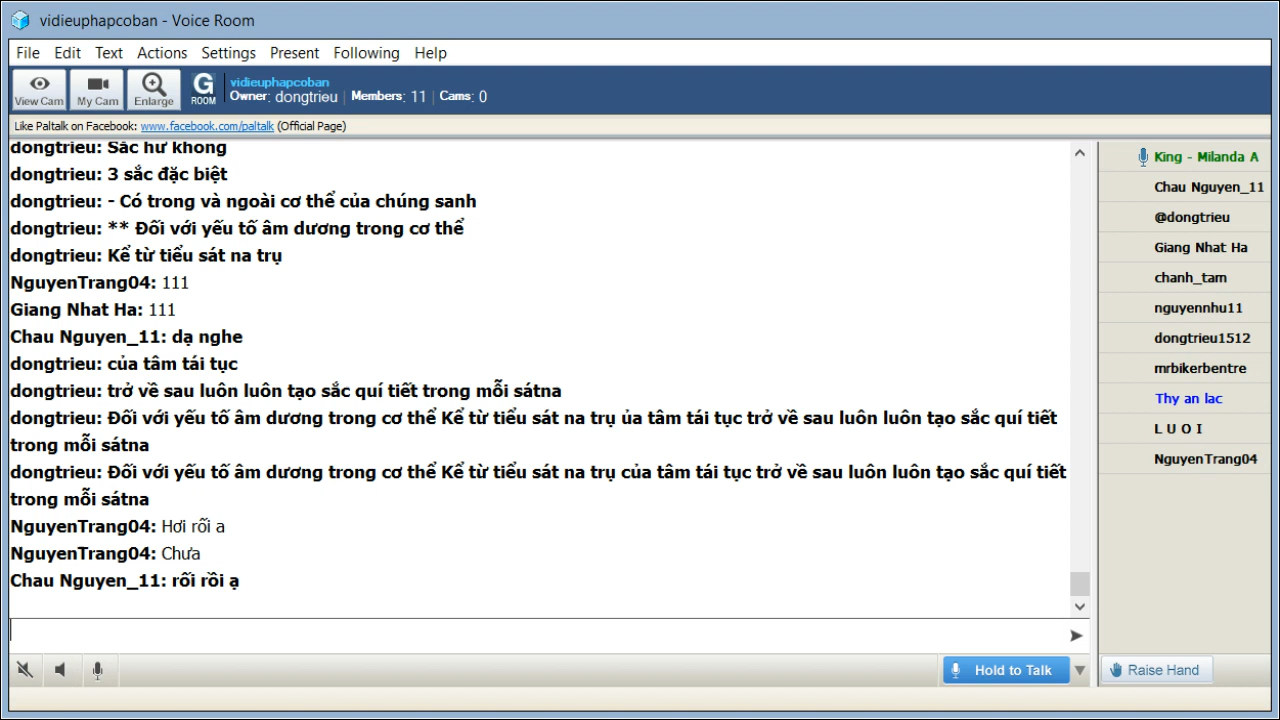 vidieuphapcoban - Voice Room
File Edit Text Actions Settings Present Following Help
View Cam My Cam Enlarge G ROOM
vidieuphapcoban
Owner: dongtrieu | Members: 11 | Cams: 0
Like Paltalk on Facebook: www.facebook.com/paltalk (Official Page)
dongtrieu: Sắc hư không
dongtrieu: 3 sắc đặc biệt
dongtrieu: - Có trong và ngoài cơ thể của chúng sanh
dongtrieu: ** Đối với yếu tố âm dương trong cơ thể
dongtrieu: Kể từ tiểu sát na trụ
NguyenTrang04: 111
Giang Nhat Ha: 111
Chau Nguyen_11: dạ nghe
dongtrieu: của tâm tái tục
dongtrieu: trở về sau luôn luôn tạo sắc quí tiết trong mỗi sátna
dongtrieu: Đối với yếu tố âm dương trong cơ thể Kể từ tiểu sát na trụ ủa tâm tái tục trở về sau luôn luôn tạo sắc quí tiết
trong mỗi sátna
dongtrieu: Đối với yếu tố âm dương trong cơ thể Kể từ tiểu sát na trụ của tâm tái tục trở về sau luôn luôn tạo sắc quí tiết
trong mỗi sátna
NguyenTrang04: Hơi rối a
NguyenTrang04: Chưa
Chau Nguyen_11: rối rồi ạ
King - Milanda A
Chau Nguyen_11
@dongtrieu
Giang Nhat Ha
chanh_tam
nguyennhu11
dongtrieu1512
mrbikerbentre
Thy an lac
L U O I
NguyenTrang04
Hold to Talk
Raise Hand